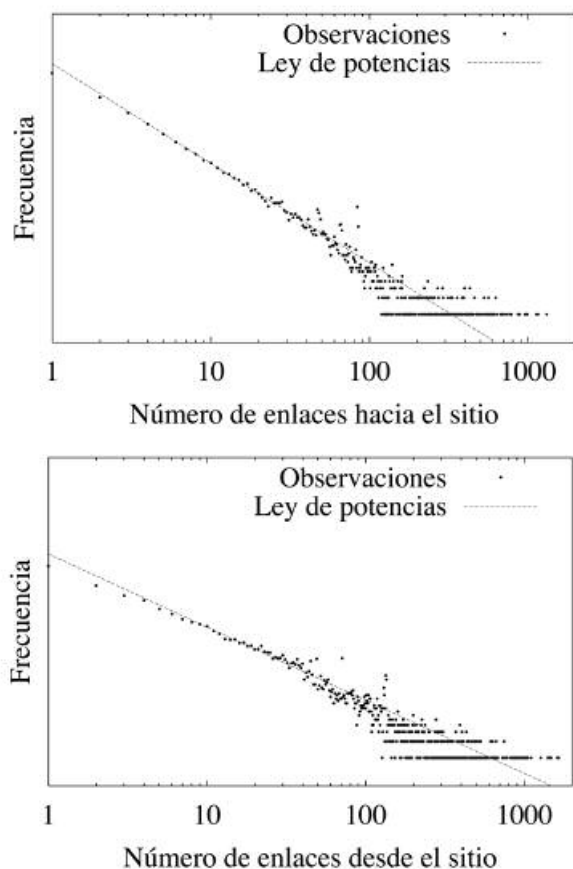 Observaciones
Ley de potencias
Frecuencia
1 10 100 1000
Número de enlaces hacia el sitio
Observaciones
Ley de potencias
Frecuencia
1 10 100 1000
Número de enlaces desde el sitio